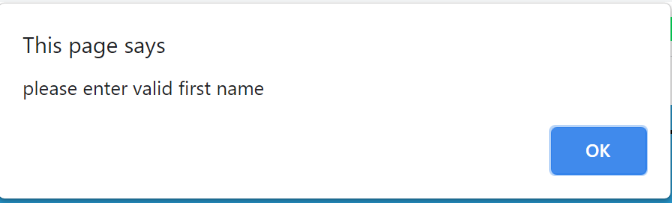 This page says
please enter valid first name
OK